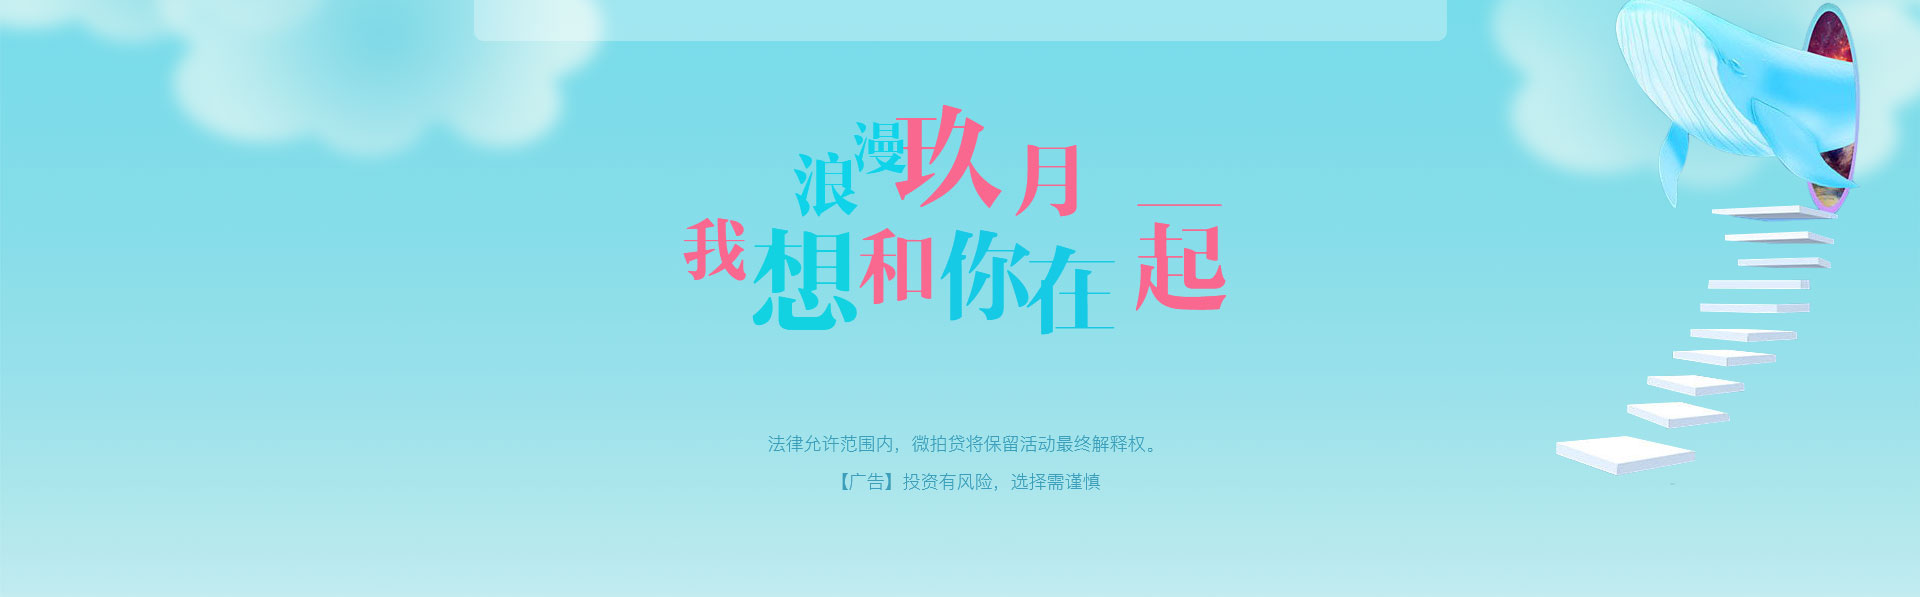 浪漫玖月
我想和你在一起
法律允许范围内，微拍贷将保留活动最终解释权。
【广告】投资有风险，选择需谨慎